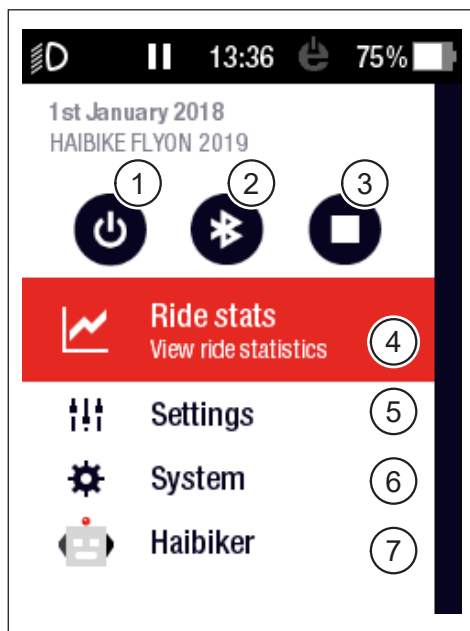 13:36 75%
1st January 2018
HAIBIKE FLYON 2019
1 2 3
Ride stats
View ride statistics
4
Settings 5
System 6
Haibiker 7